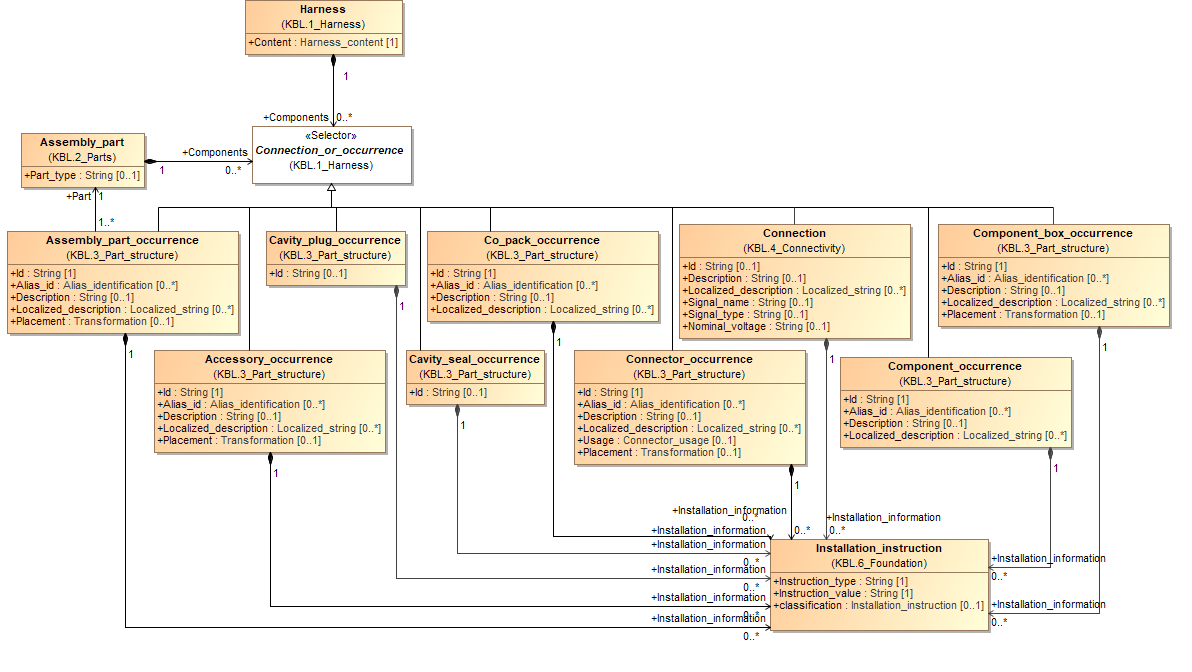 Harness
(KBL.1_Harness)
+Content : Harness_content [1]
1
+Components
0..*
«Selector»
Connection_or_occurrence
(KBL.1_Harness)
Assembly_part
(KBL.2_Parts)
+Part_type : String [0..1]
1
+Components
0..*
+Part
1
1..*
Assembly_part_occurrence
(KBL.3_Part_structure)
+Id : String [1]
+Alias_id : Alias_identification [0..*]
+Description : String [0..1]
+Localized_description : Localized_string [0..*]
+Placement : Transformation [0..1]
1
Cavity_plug_occurrence
(KBL.3_Part_structure)
+Id : String [0..1]
1
Co_pack_occurrence
(KBL.3_Part_structure)
+Id : String [1]
+Alias_id : Alias_identification [0..*]
+Description : String [0..1]
+Localized_description : Localized_string [0..*]
1
Connection
(KBL.4_Connectivity)
+Id : String [0..1]
+Description : String [0..1]
+Localized_description : Localized_string [0..*]
+Signal_name : String [0..1]
+Signal_type : String [0..1]
+Nominal_voltage : String [0..1]
1
Component_box_occurrence
(KBL.3_Part_structure)
+Id : String [1]
+Alias_id : Alias_identification [0..*]
+Description : String [0..1]
+Localized_description : Localized_string [0..*]
+Placement : Transformation [0..1]
1
Accessory_occurrence
(KBL.3_Part_structure)
+Id : String [1]
+Alias_id : Alias_identification [0..*]
+Description : String [0..1]
+Localized_description : Localized_string [0..*]
+Placement : Transformation [0..1]
1
Cavity_seal_occurrence
(KBL.3_Part_structure)
+Id : String [0..1]
1
Connector_occurrence
(KBL.3_Part_structure)
+Id : String [1]
+Alias_id : Alias_identification [0..*]
+Description : String [0..1]
+Localized_description : Localized_string [0..*]
+Usage : Connector_usage [0..1]
+Placement : Transformation [0..1]
1
Component_occurrence
(KBL.3_Part_structure)
+Id : String [1]
+Alias_id : Alias_identification [0..*]
+Description : String [0..1]
+Localized_description : Localized_string [0..*]
1
+Installation_information
0..*
+Installation_information
0..*
+Installation_information
0..*
+Installation_information
0..*
+Installation_information
0..*
+Installation_information
0..*
+Installation_information
0..*
+Installation_information
0..*
+Installation_information
0..*
Installation_instruction
(KBL.6_Foundation)
+Instruction_type : String [1]
+Instruction_value : String [1]
+classification : Installation_instruction [0..1]